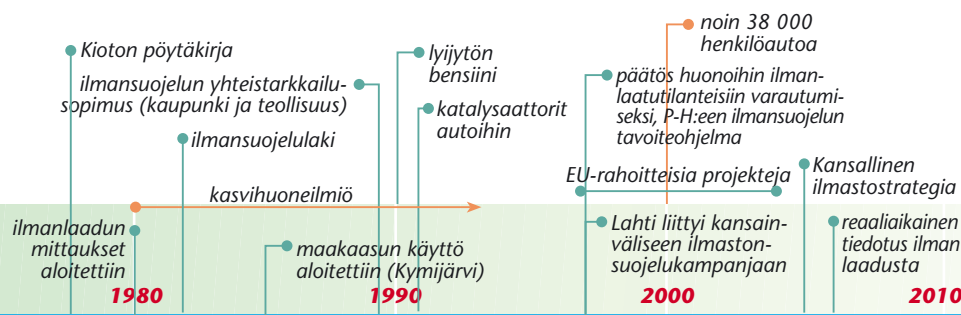 noin 38 000
henkilöautoa
Kioton pöytäkirja
lyijytön
bensiini
ilmansuojelun yhteistarkkailu-
sopimus (kaupunki ja teollisuus)
päätös huonoihin ilman-
laatutilanteisiin varautumi-
seksi, P-H:een ilmansuojelun
tavoiteohjelma
katalysaattorit
autoihin
ilmansuojelulaki
EU-rahoitteisia projekteja
Kansallinen
ilmastostrategia
kasvihuoneilmiö
ilmanlaadun
mittaukset
aloitettiin
maakaasun käyttö
aloitettiin (Kymijärvi)
Lahti liittyi kansain-
väliseen ilmaston-
suojelukampanjaan
reaaliaikainen
tiedotus ilman
laadusta
1980
1990
2000
2010